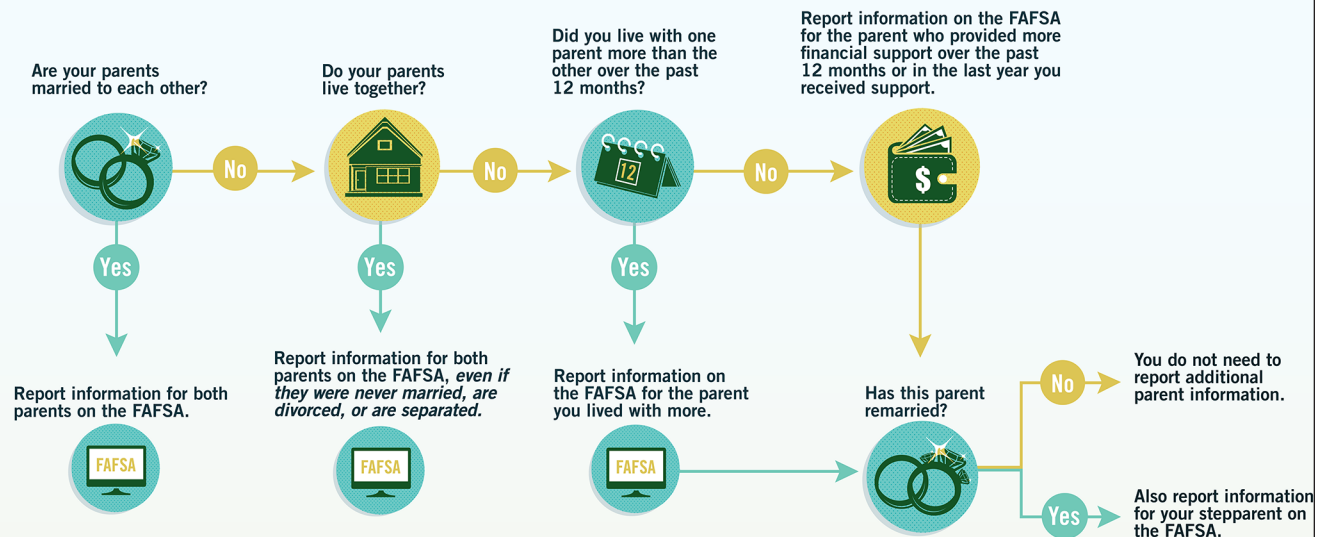 Are your parents
married to each other?
No
Yes
Report information for both
parents on the FAFSA.
FAFSA
Do your parents
live together?
No
Yes
Report information for both
parents on the FAFSA, even if
they were never married, are
divorced, or are separated.
FAFSA
Did you live with one
parent more than the
other over the past
12 months?
12
No
Yes
Report information on
the FAFSA for the parent
you lived with more.
FAFSA
Report information on the FAFSA
for the parent who provided more
financial support over the past
12 months or in the last year you
received support.
$
Has this parent
remarried?
No
You do not need to
report additional
parent information.
Yes
Also report information
for your stepparent on
the FAFSA.